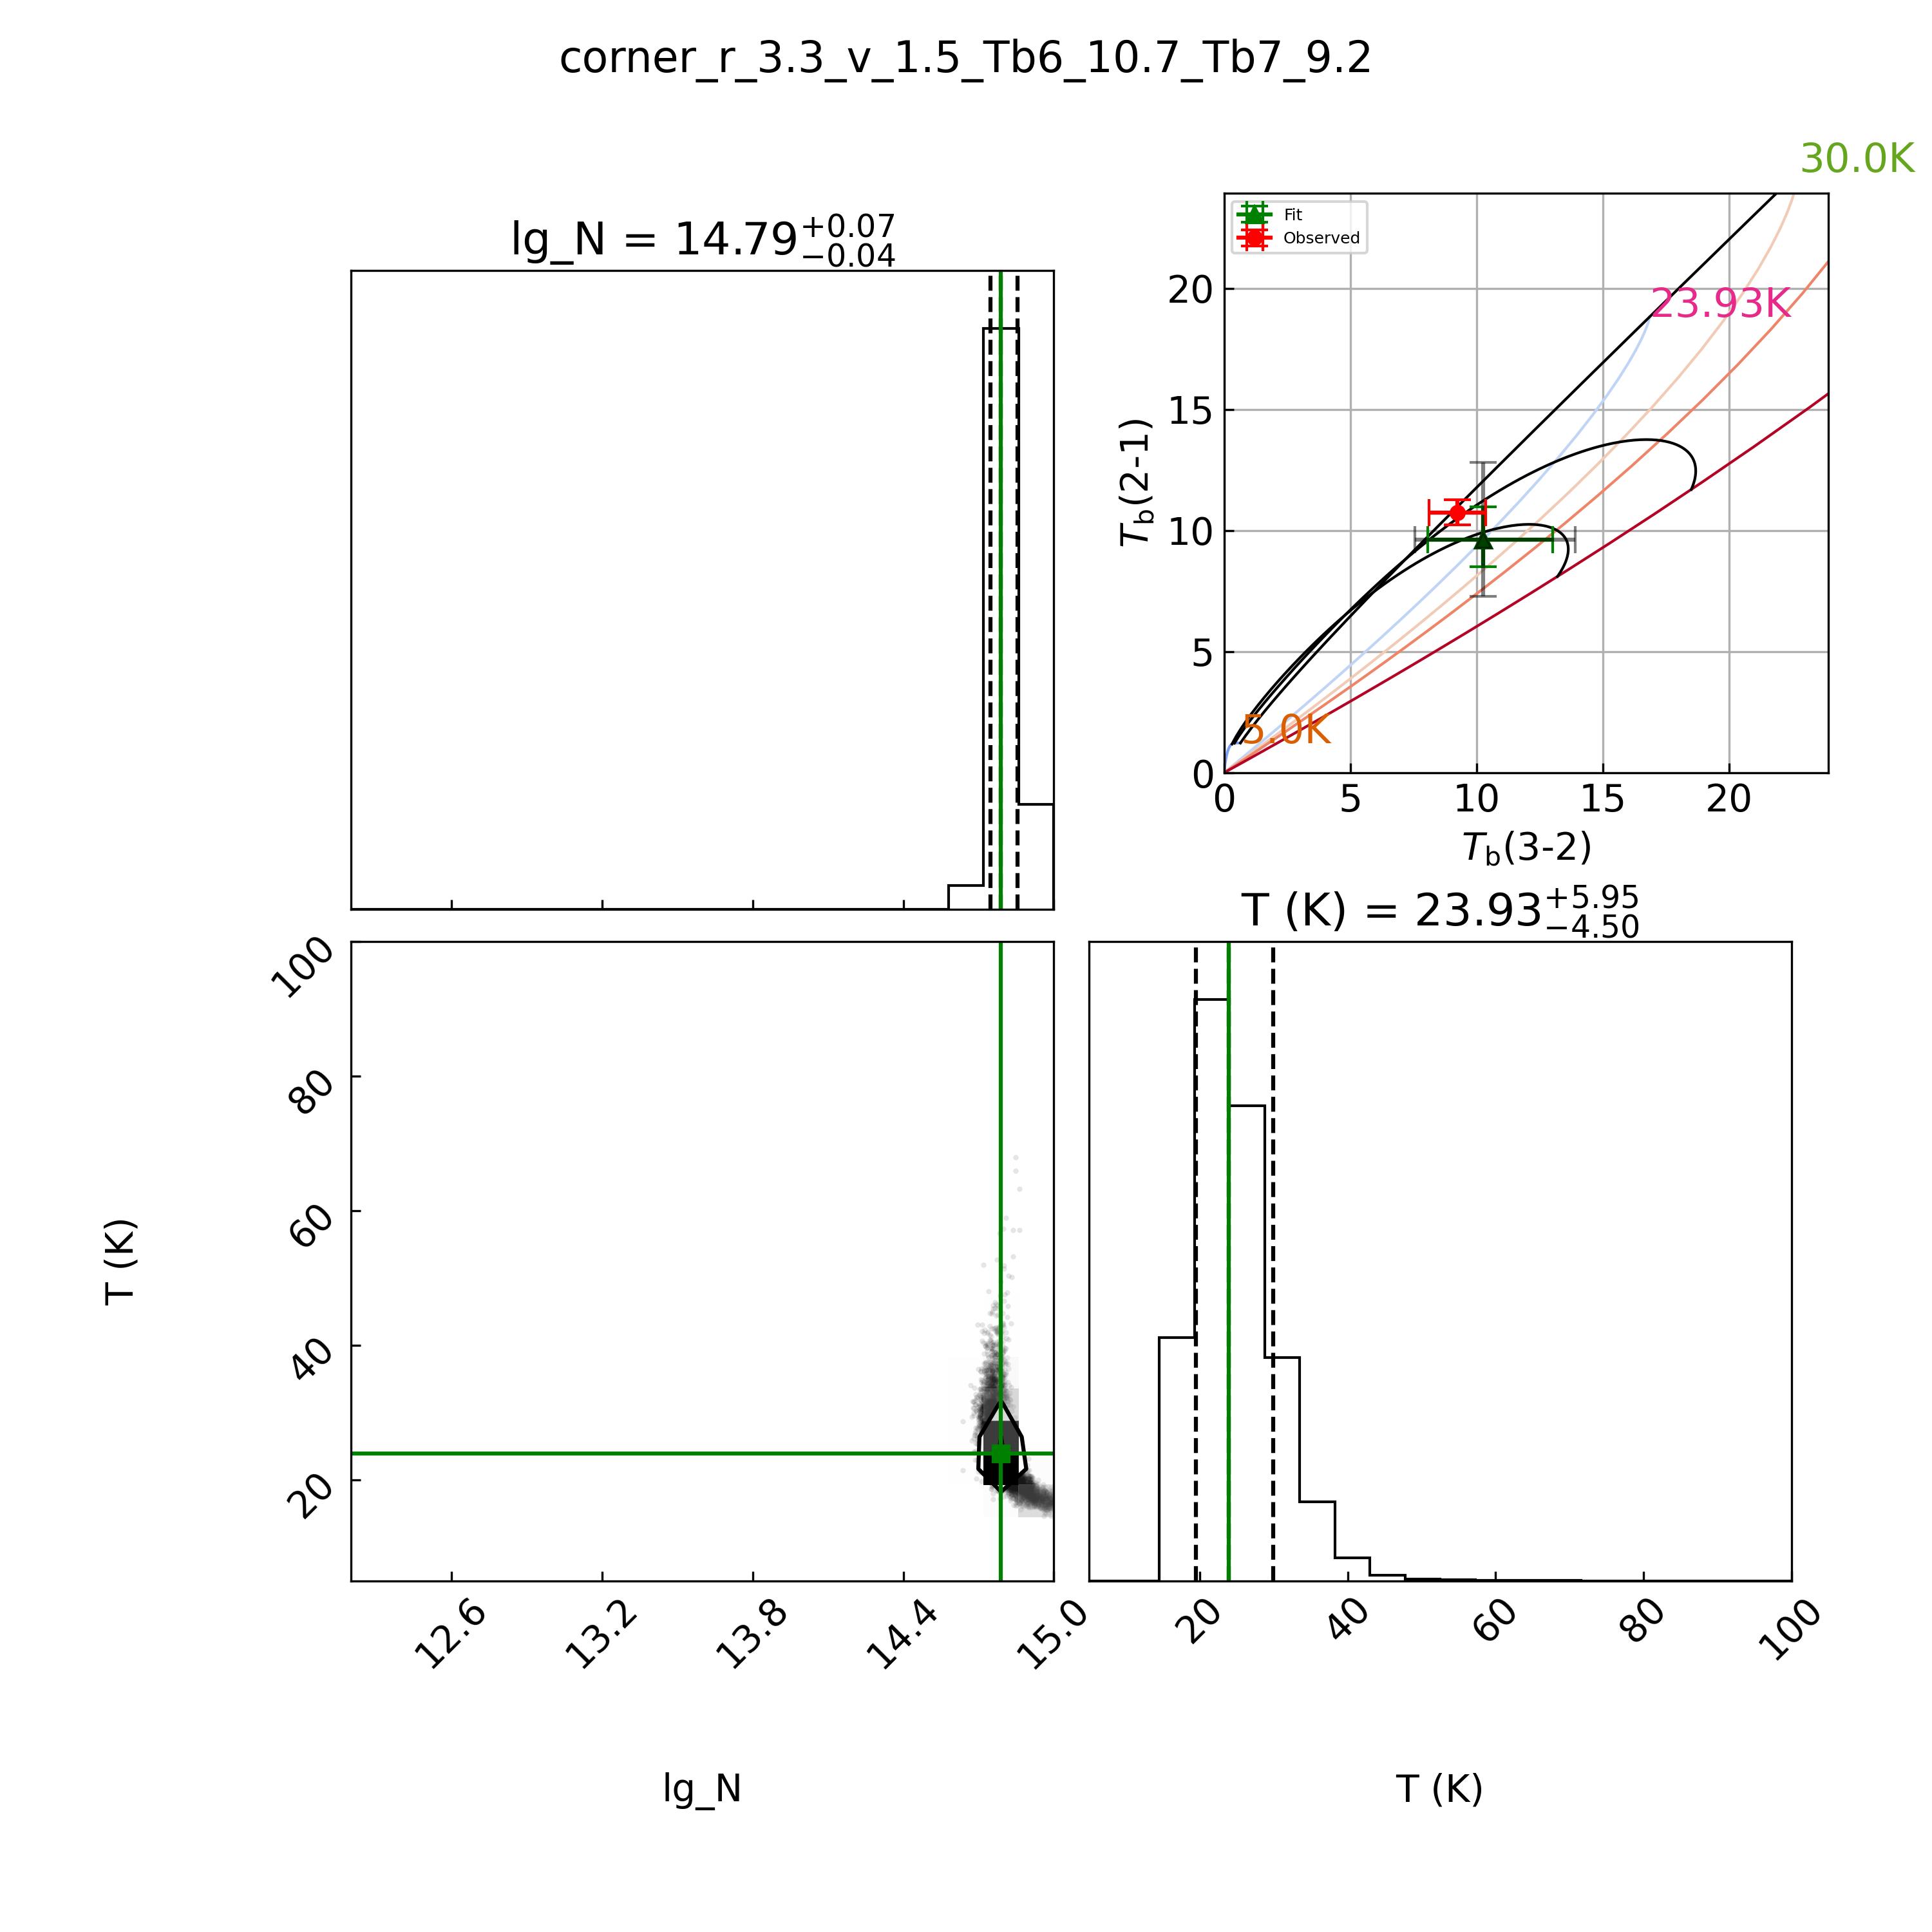 corner_r_3.3_v_1.5_Tb6_10.7_Tb7_9.2
30.0K
lg_N = 14.79+0.07−0.04
Fit
Observed
23.93K
5.0K
20
15
10
5
0
Tb(2-1)
0 5 10 15 20
Tb(3-2)
T (K) = 23.93+5.95−4.50
100
80
60
40
20
T (K)
12.6 13.2 13.8 14.4 15.0
20 40 60 80 100
lg_N
T (K)